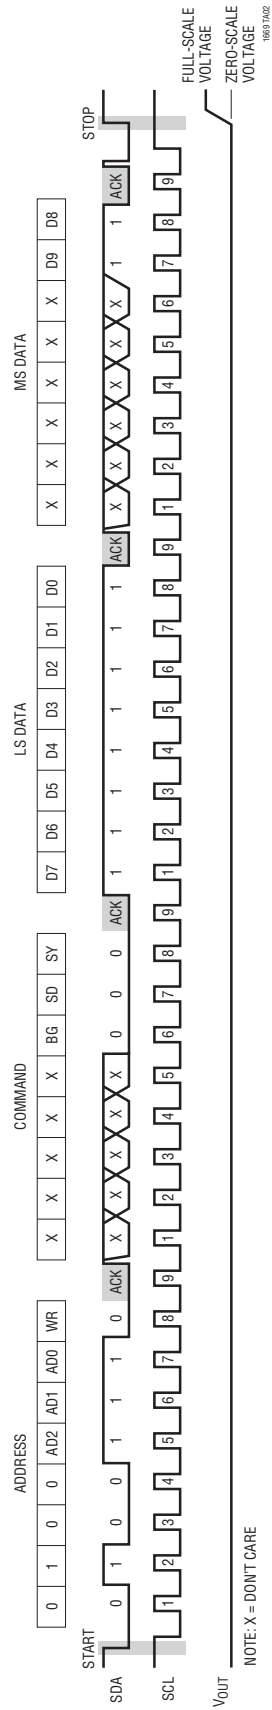 ADDRESS COMMAND LS DATA MS DATA
0 1 0 0 AD2 AD1 AD0 WR X X X X X BG SD SY D7 D6 D5 D4 D3 D2 D1 D0 X X X X X X D9 D8
START STOP
SDA 0 1 0 0 1 1 1 0 ACK X X X X X 0 0 0 ACK 1 1 1 1 1 1 1 1 ACK X X X X X X 1 1 ACK
SCL 1 2 3 4 5 6 7 8 9 1 2 3 4 5 6 7 8 9 1 2 3 4 5 6 7 8 9 1 2 3 4 5 6 7 8 9
FULL-SCALE
VOLTAGE
VOUT
ZERO-SCALE
VOLTAGE
NOTE: X = DON'T CARE
1669 TA02